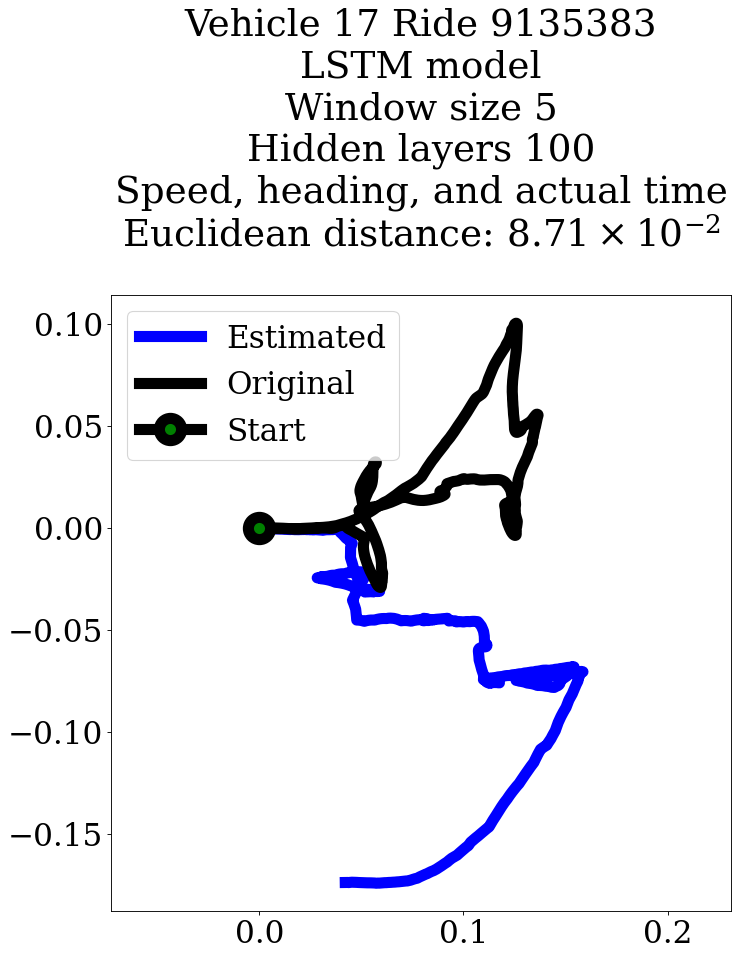 Vehicle 17 Ride 9135383
LSTM model
Window size 5
Hidden layers 100
Speed, heading, and actual time
Euclidean distance: 8.71 × 10⁻²
Estimated
Original
Start
0.10
0.05
0.00
−0.05
−0.10
−0.15
0.0 0.1 0.2